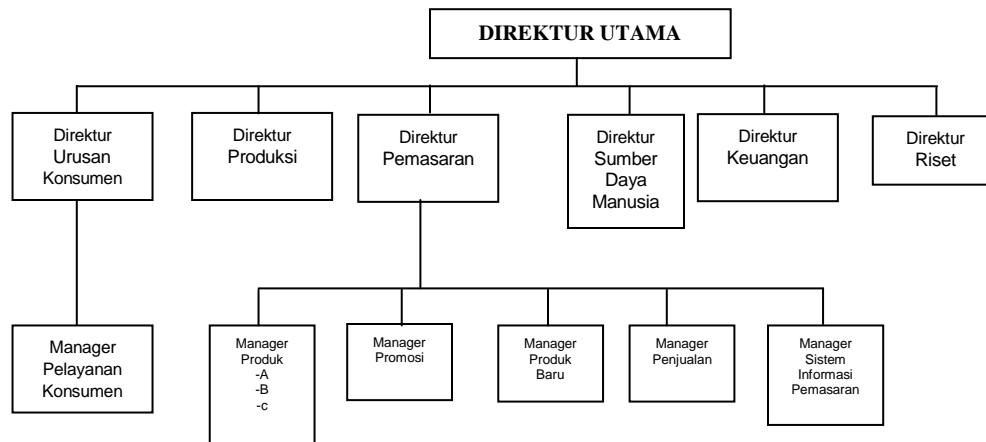 DIREKTUR UTAMA
Direktur
Urusan
Konsumen
Direktur
Produksi
Direktur
Pemasaran
Direktur
Sumber
Daya
Manusia
Direktur
Keuangan
Direktur
Riset
Manager
Pelayanan
Konsumen
Manager
Produk
-A
-B
-c
Manager
Promosi
Manager
Produk
Baru
Manager
Penjualan
Manager
Sistem
Informasi
Pemasaran